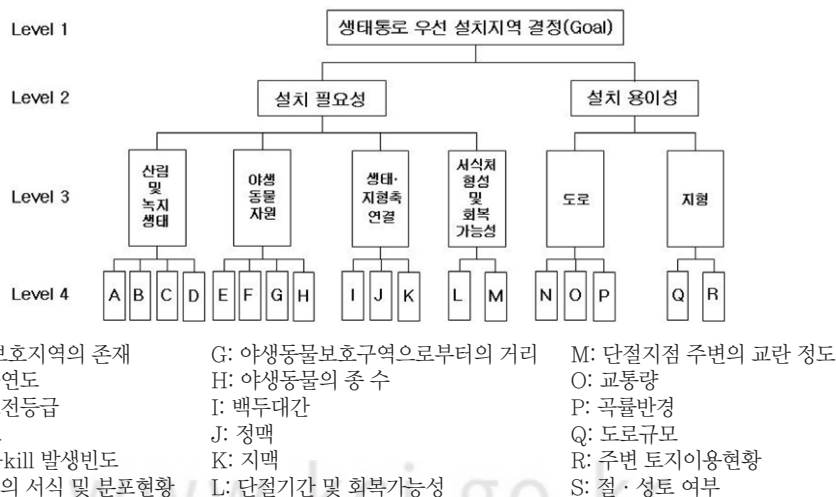 Level 1
생태통로 우선 설치지역 결정(Goal)
Level 2
설치 필요성
설치 용이성
Level 3
산림
및
녹지
생태
야생
동물
자원
생태·
지형축
연결
서식처
형성
및
회복
가능성
도로
지형
Level 4
A B C D E F G H I J K L M N O P Q R
보호지역의 존재
G: 야생동물보호구역으로부터의 거리
M: 단절지점 주변의 교란 정도
연도
H: 야생동물의 종 수
O: 교통량
전등급
I: 백두대간
P: 곡률반경
J: 정맥
Q: 도로규모
-kill 발생빈도
K: 지맥
R: 주변 토지이용현황
의 서식 및 분포현황
L: 단절기간 및 회복가능성
S: 절·성토 여부